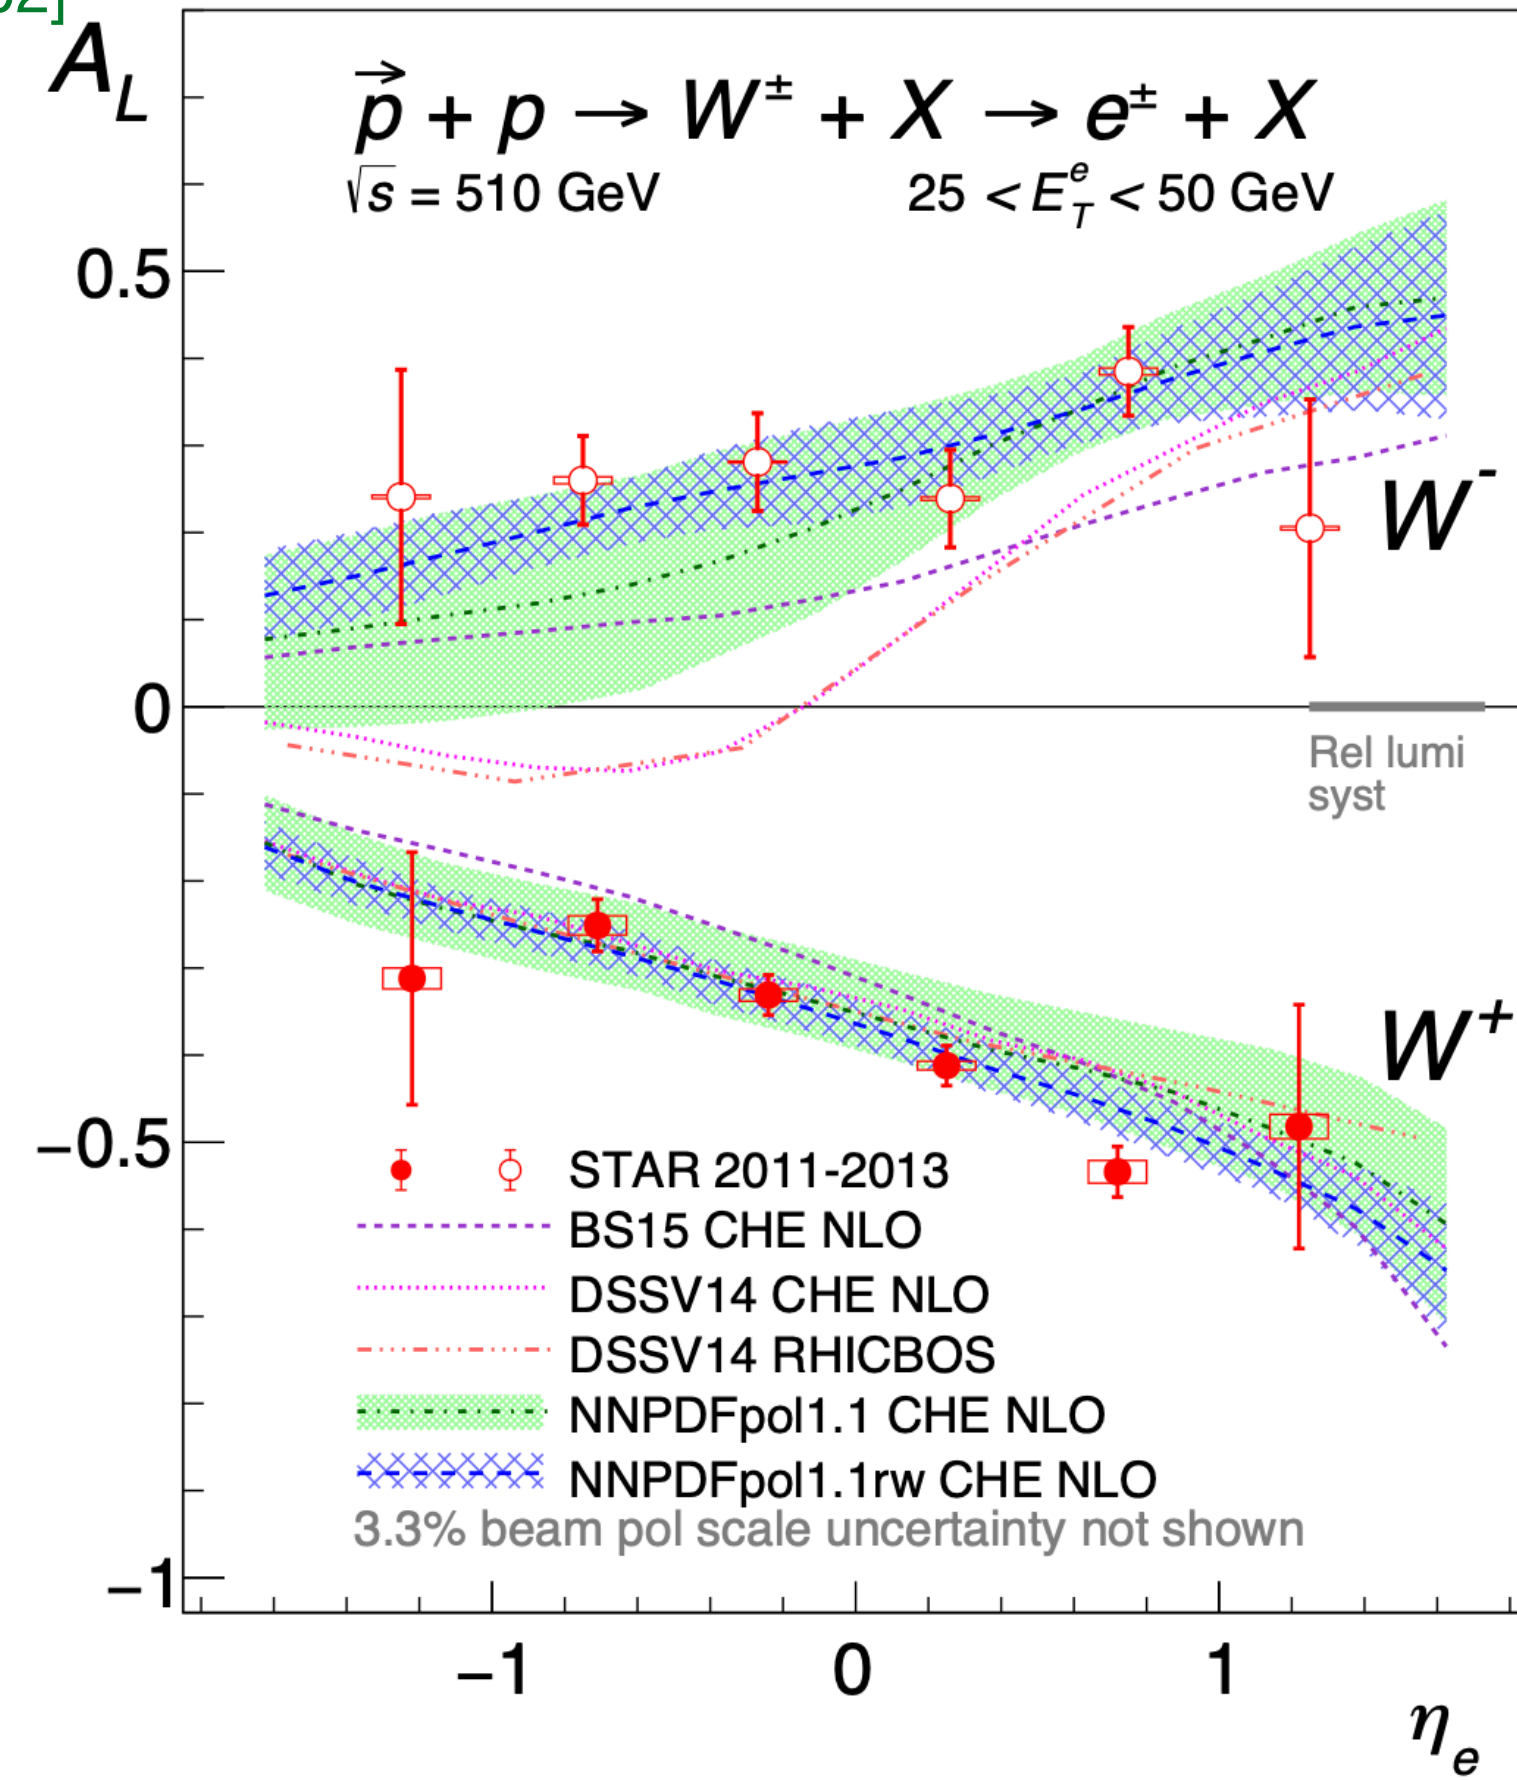 A_L
p⃗ + p → W^± + X → e^± + X
√s = 510 GeV 25 < E_T^e < 50 GeV
0.5
W^-
0
Rel lumi
syst
W^+
−0.5
STAR 2011-2013
BS15 CHE NLO
DSSV14 CHE NLO
DSSV14 RHICBOS
NNPDFpol1.1 CHE NLO
NNPDFpol1.1rw CHE NLO
3.3% beam pol scale uncertainty not shown
−1
−1 0 1
η_e